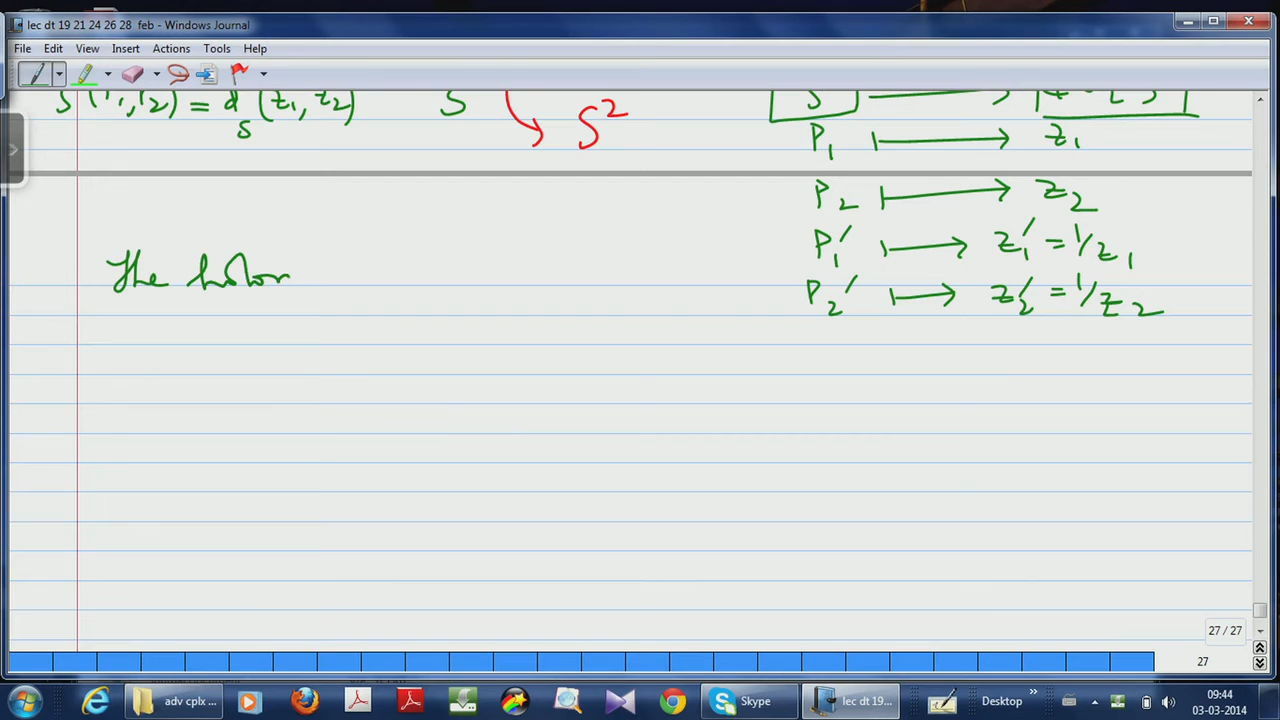 lec dt 19 21 24 26 28 feb - Windows Journal
File Edit View Insert Actions Tools Help
= d_S (z₁, z₂) S S²
P₁ ↦ z₁
P₂ ↦ z₂
P₁′ ↦ z₁′ = 1/z₁
The holom
P₂′ ↦ z₂′ = 1/z₂
27 / 27
27
adv cplx ... Skype lec dt 19... Desktop 09:44
03-03-2014